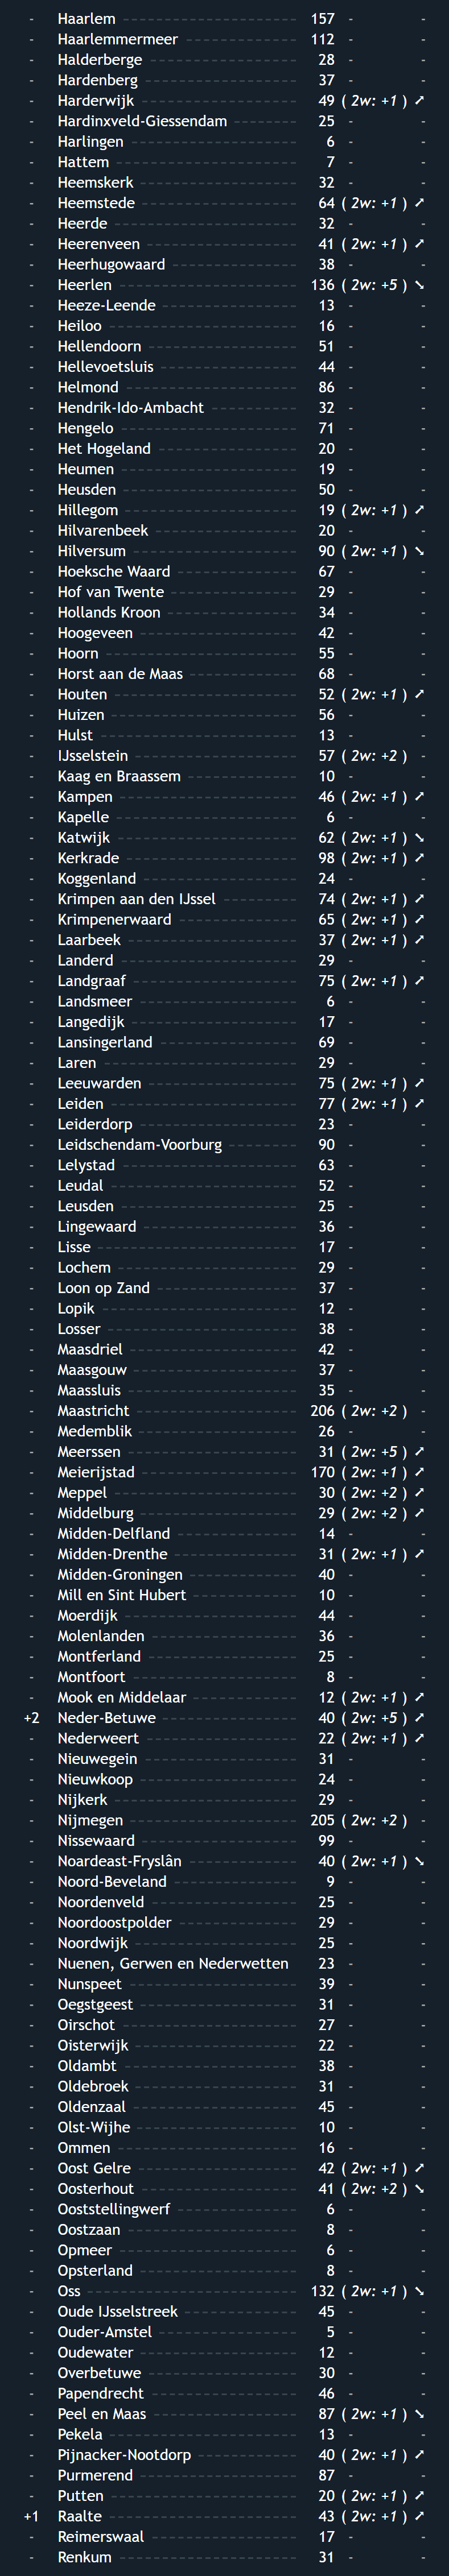 - Haarlem 157 - -
- Haarlemmermeer 112 - -
- Halderberge 28 - -
- Hardenberg 37 - -
- Harderwijk 49 ( 2w: +1 ) ➚
- Hardinxveld-Giessendam 25 - -
- Harlingen 6 - -
- Hattem 7 - -
- Heemskerk 32 - -
- Heemstede 64 ( 2w: +1 ) ➚
- Heerde 32 - -
- Heerenveen 41 ( 2w: +1 ) ➚
- Heerhugowaard 38 - -
- Heerlen 136 ( 2w: +5 ) ➘
- Heeze-Leende 13 - -
- Heiloo 16 - -
- Hellendoorn 51 - -
- Hellevoetsluis 44 - -
- Helmond 86 - -
- Hendrik-Ido-Ambacht 32 - -
- Hengelo 71 - -
- Het Hogeland 20 - -
- Heumen 19 - -
- Heusden 50 - -
- Hillegom 19 ( 2w: +1 ) ➚
- Hilvarenbeek 20 - -
- Hilversum 90 ( 2w: +1 ) ➘
- Hoeksche Waard 67 - -
- Hof van Twente 29 - -
- Hollands Kroon 34 - -
- Hoogeveen 42 - -
- Hoorn 55 - -
- Horst aan de Maas 68 - -
- Houten 52 ( 2w: +1 ) ➚
- Huizen 56 - -
- Hulst 13 - -
- IJsselstein 57 ( 2w: +2 ) -
- Kaag en Braassem 10 - -
- Kampen 46 ( 2w: +1 ) ➚
- Kapelle 6 - -
- Katwijk 62 ( 2w: +1 ) ➘
- Kerkrade 98 ( 2w: +1 ) ➚
- Koggenland 24 - -
- Krimpen aan den IJssel 74 ( 2w: +1 ) ➚
- Krimpenerwaard 65 ( 2w: +1 ) ➚
- Laarbeek 37 ( 2w: +1 ) ➚
- Landerd 29 - -
- Landgraaf 75 ( 2w: +1 ) ➚
- Landsmeer 6 - -
- Langedijk 17 - -
- Lansingerland 69 - -
- Laren 29 - -
- Leeuwarden 75 ( 2w: +1 ) ➚
- Leiden 77 ( 2w: +1 ) ➚
- Leiderdorp 23 - -
- Leidschendam-Voorburg 90 - -
- Lelystad 63 - -
- Leudal 52 - -
- Leusden 25 - -
- Lingewaard 36 - -
- Lisse 17 - -
- Lochem 29 - -
- Loon op Zand 37 - -
- Lopik 12 - -
- Losser 38 - -
- Maasdriel 42 - -
- Maasgouw 37 - -
- Maassluis 35 - -
- Maastricht 206 ( 2w: +2 ) -
- Medemblik 26 - -
- Meerssen 31 ( 2w: +5 ) ➚
- Meierijstad 170 ( 2w: +1 ) ➚
- Meppel 30 ( 2w: +2 ) ➚
- Middelburg 29 ( 2w: +2 ) ➚
- Midden-Delfland 14 - -
- Midden-Drenthe 31 ( 2w: +1 ) ➚
- Midden-Groningen 40 - -
- Mill en Sint Hubert 10 - -
- Moerdijk 44 - -
- Molenlanden 36 - -
- Montferland 25 - -
- Montfoort 8 - -
- Mook en Middelaar 12 ( 2w: +1 ) ➚
+2 Neder-Betuwe 40 ( 2w: +5 ) ➚
- Nederweert 22 ( 2w: +1 ) ➚
- Nieuwegein 31 - -
- Nieuwkoop 24 - -
- Nijkerk 29 - -
- Nijmegen 205 ( 2w: +2 ) -
- Nissewaard 99 - -
- Noardeast-Fryslân 40 ( 2w: +1 ) ➘
- Noord-Beveland 9 - -
- Noordenveld 25 - -
- Noordoostpolder 29 - -
- Noordwijk 25 - -
- Nuenen, Gerwen en Nederwetten 23 - -
- Nunspeet 39 - -
- Oegstgeest 31 - -
- Oirschot 27 - -
- Oisterwijk 22 - -
- Oldambt 38 - -
- Oldebroek 31 - -
- Oldenzaal 45 - -
- Olst-Wijhe 10 - -
- Ommen 16 - -
- Oost Gelre 42 ( 2w: +1 ) ➚
- Oosterhout 41 ( 2w: +2 ) ➘
- Ooststellingwerf 6 - -
- Oostzaan 8 - -
- Opmeer 6 - -
- Opsterland 8 - -
- Oss 132 ( 2w: +1 ) ➘
- Oude IJsselstreek 45 - -
- Ouder-Amstel 5 - -
- Oudewater 12 - -
- Overbetuwe 30 - -
- Papendrecht 46 - -
- Peel en Maas 87 ( 2w: +1 ) ➘
- Pekela 13 - -
- Pijnacker-Nootdorp 40 ( 2w: +1 ) ➚
- Purmerend 87 - -
- Putten 20 ( 2w: +1 ) ➚
+1 Raalte 43 ( 2w: +1 ) ➚
- Reimerswaal 17 - -
- Renkum 31 - -